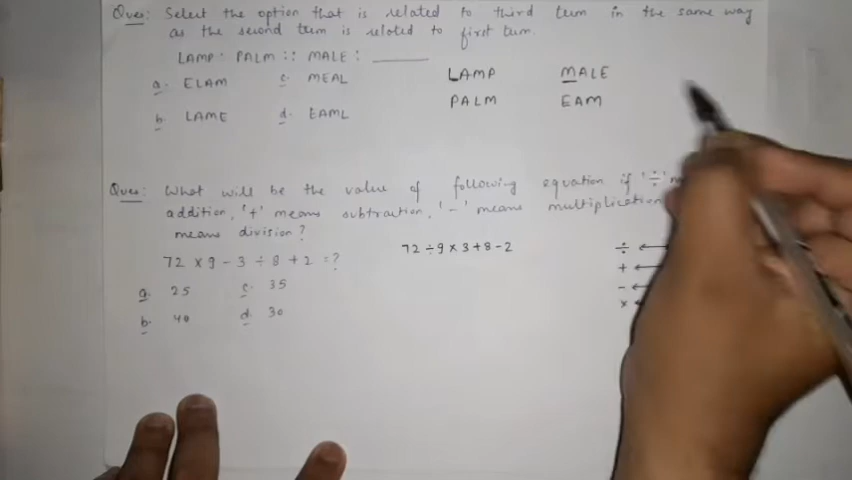 Ques: Select the option that is related to third term in the same way
as the second term is related to first term.
LAMP : PALM :: MALE : ______
a. ELAM c. MEAL
b. LAME d. EAML
LAMP MALE
PALM EAM
Ques: What will be the value of following equation if '÷'
addition, '+' means subtraction, '-' means multiplication
means division?
72 × 9 - 3 ÷ 8 + 2 = ?
72 ÷ 9 × 3 + 8 - 2
a. 25 c. 35
b. 40 d. 30
÷ ←
+ ←
- ←
× ←